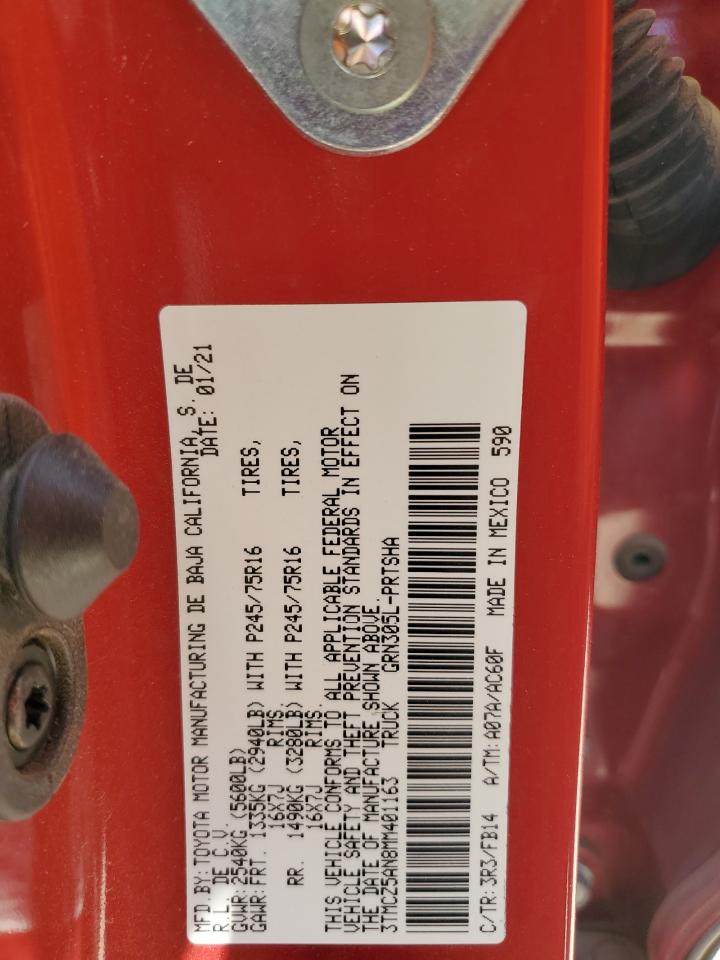 MFD.BY:TOYOTA MOTOR MANUFACTURING DE BAJA CALIFORNIA, S. DE
R.L. DE C.V. DATE: 01/21
GVWR:2540KG (5600LB)
GAWR:FRT. 1335KG (2940LB) WITH P245/75R16 TIRES,
16X7J RIMS.
RR. 1490KG (3280LB) WITH P245/75R16 TIRES,
16X7J RIMS.
THIS VEHICLE CONFORMS TO ALL APPLICABLE FEDERAL MOTOR
VEHICLE SAFETY AND THEFT PREVENTION STANDARDS IN EFFECT ON
THE DATE OF MANUFACTURE SHOWN ABOVE.
3TMCZ5AN8MM401163 TRUCK GRN305L-PRTSHA
C/TR:3R3/FB14 A/TM:A07A/AC60F MADE IN MEXICO 590